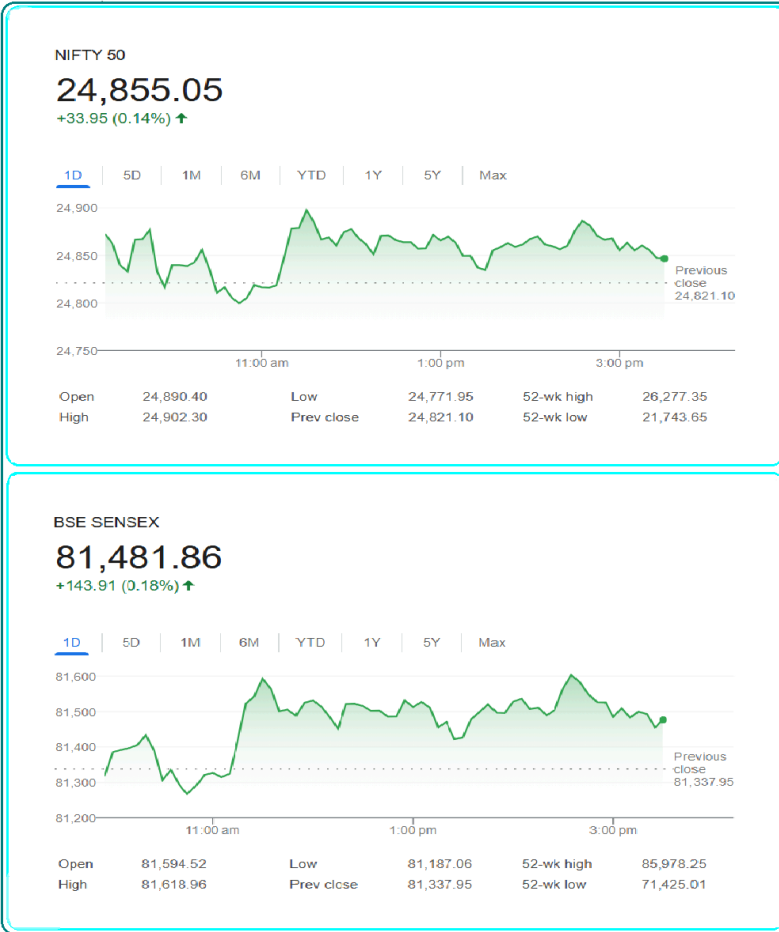 NIFTY 50
24,855.05
+33.95 (0.14%) ↑
1D 5D 1M 6M YTD 1Y 5Y Max
24,900
24,850
24,800
24,750
Previous
close
24,821.10
11:00 am 1:00 pm 3:00 pm
Open 24,890.40 Low 24,771.95 52-wk high 26,277.35
High 24,902.30 Prev close 24,821.10 52-wk low 21,743.65
BSE SENSEX
81,481.86
+143.91 (0.18%) ↑
1D 5D 1M 6M YTD 1Y 5Y Max
81,600
81,500
81,400
81,300
81,200
Previous
close
81,337.95
11:00 am 1:00 pm 3:00 pm
Open 81,594.52 Low 81,187.06 52-wk high 85,978.25
High 81,618.96 Prev close 81,337.95 52-wk low 71,425.01